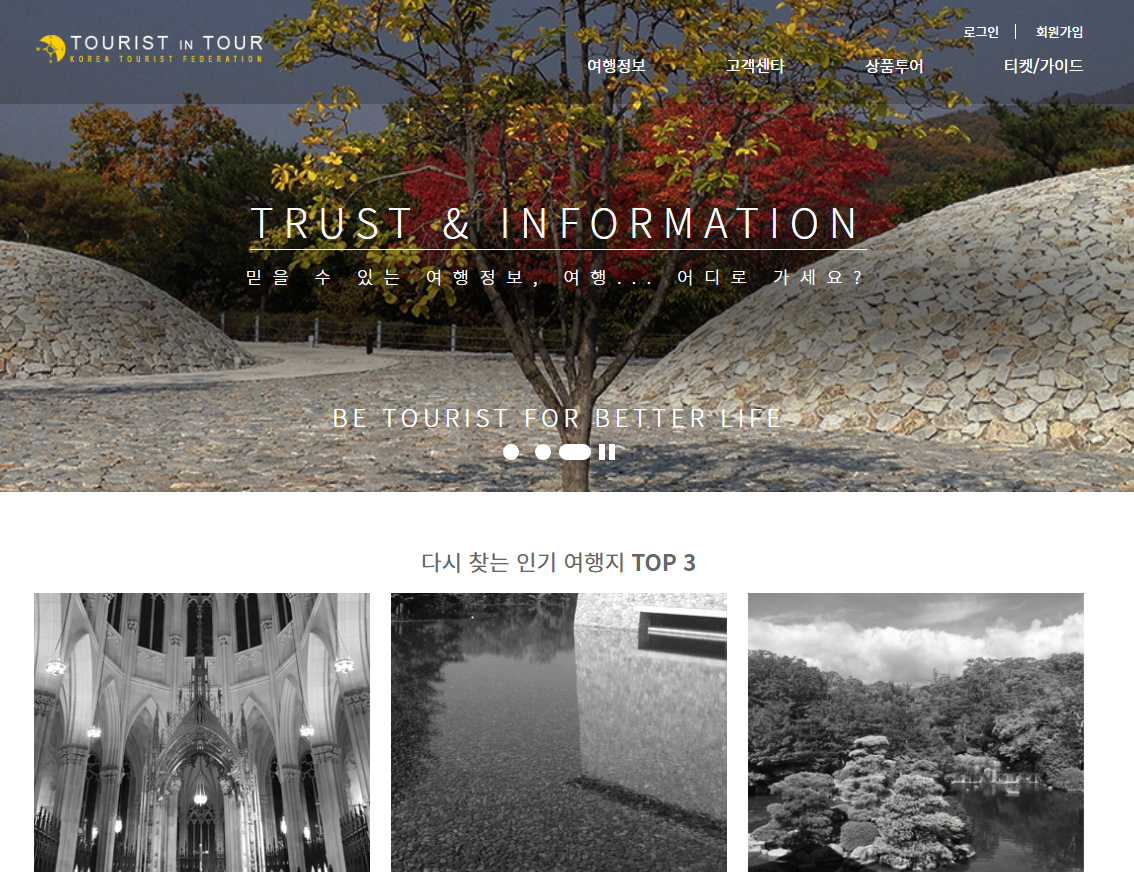 TOURIST IN TOUR
KOREA TOURIST FEDERATION
로그인 | 회원가입
여행정보 고객센타 상품투어 티켓/가이드
TRUST & INFORMATION
믿을 수 있는 여행정보, 여행... 어디로 가세요?
BE TOURIST FOR BETTER LIFE
다시 찾는 인기 여행지 TOP 3